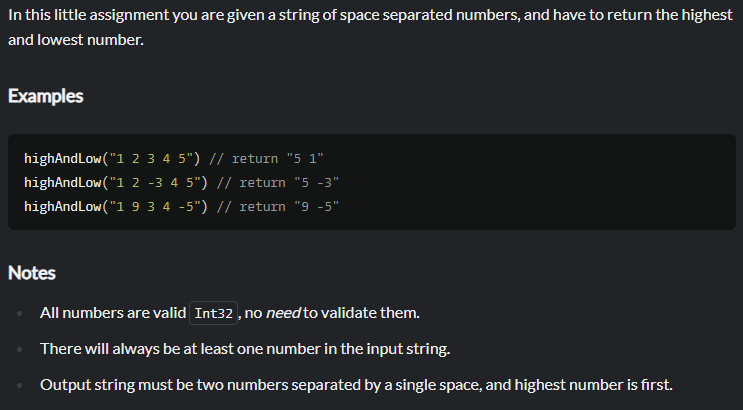 In this little assignment you are given a string of space separated numbers, and have to return the highest
and lowest number.
Examples
highAndLow("1 2 3 4 5") // return "5 1"
highAndLow("1 2 -3 4 5") // return "5 -3"
highAndLow("1 9 3 4 -5") // return "9 -5"
Notes
All numbers are valid Int32, no need to validate them.
There will always be at least one number in the input string.
Output string must be two numbers separated by a single space, and highest number is first.